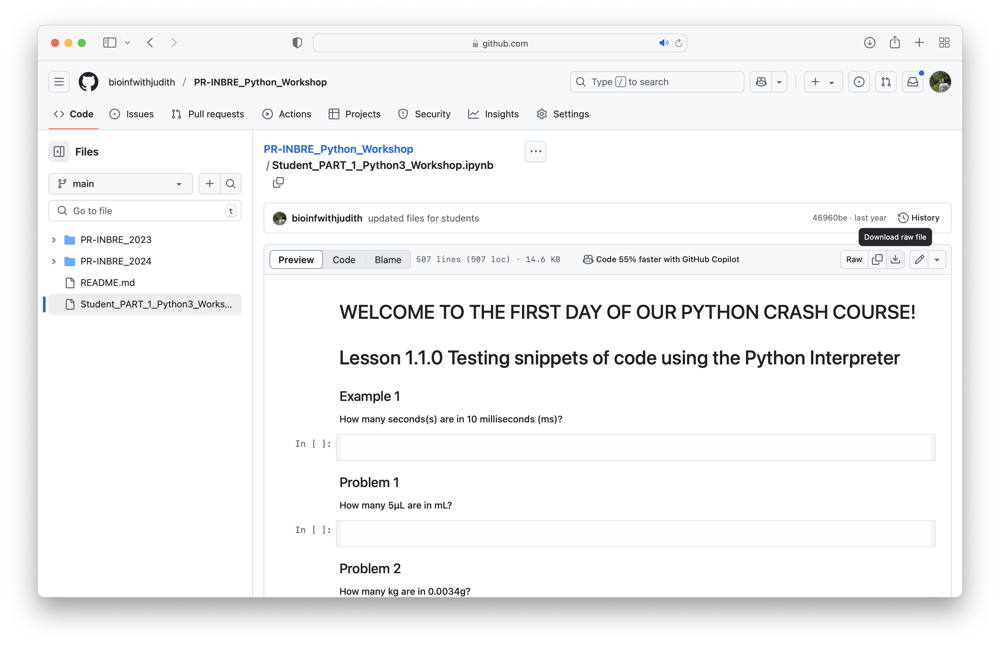 github.com
bioinfwithjudith / PR-INBRE_Python_Workshop
Type / to search
Code
Issues
Pull requests
Actions
Projects
Security
Insights
Settings
Files
main
Go to file
t
PR-INBRE_2023
PR-INBRE_2024
README.md
Student_PART_1_Python3_Works...
PR-INBRE_Python_Workshop
/ Student_PART_1_Python3_Workshop.ipynb
bioinfwithjudith updated files for students
46960be · last year
History
Download raw file
Preview
Code
Blame
507 lines (507 loc) · 14.6 KB
Code 55% faster with GitHub Copilot
Raw
WELCOME TO THE FIRST DAY OF OUR PYTHON CRASH COURSE!
Lesson 1.1.0 Testing snippets of code using the Python Interpreter
Example 1
How many seconds(s) are in 10 milliseconds (ms)?
In [ ]:
Problem 1
How many 5µL are in mL?
In [ ]:
Problem 2
How many kg are in 0.0034g?